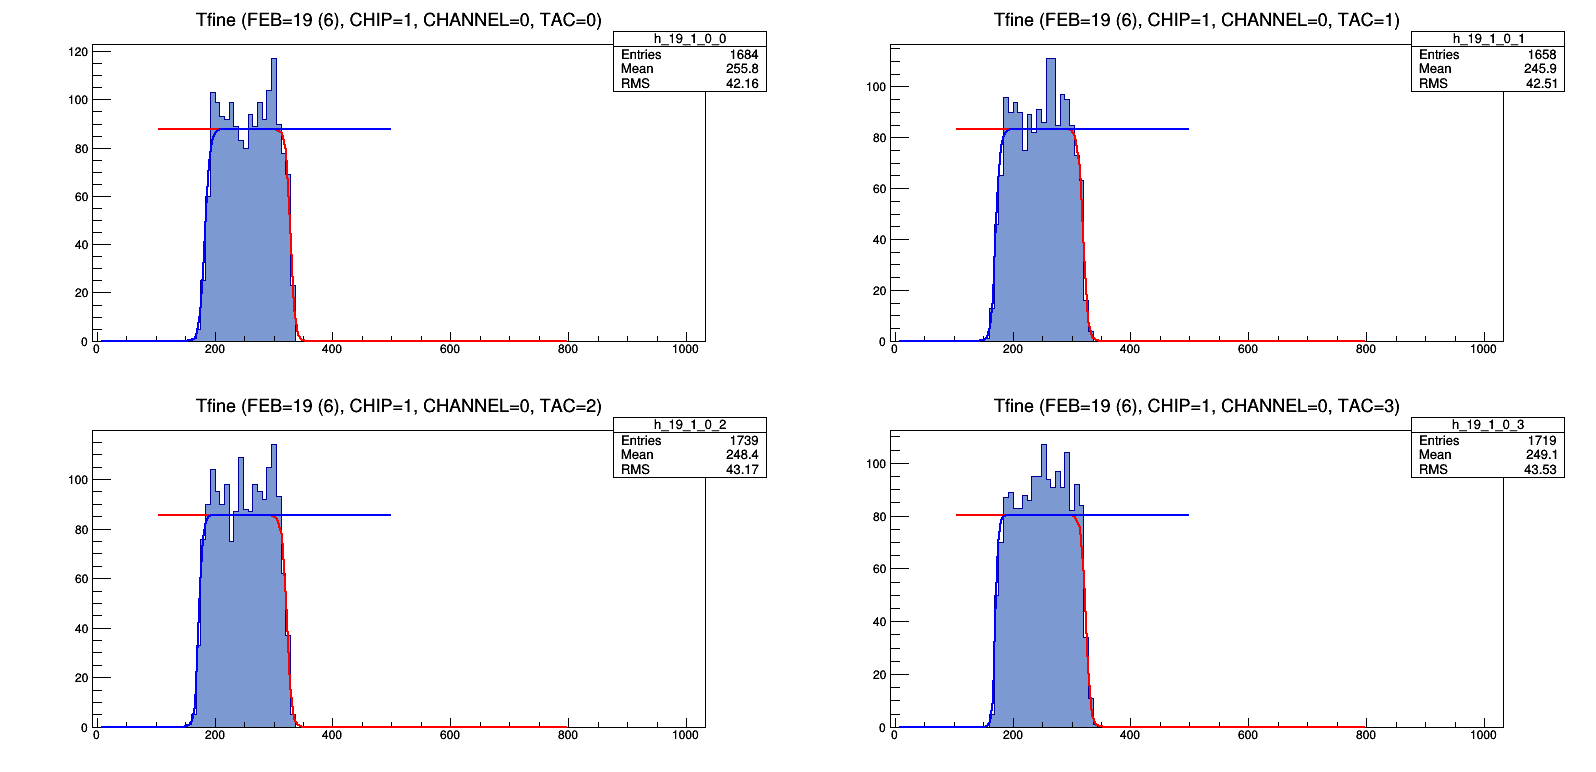 Tfine (FEB=19 (6), CHIP=1, CHANNEL=0, TAC=0)
h_19_1_0_0
Entries 1684
Mean 255.8
RMS 42.16
120
100
80
60
40
20
0
0 200 400 600 800 1000
Tfine (FEB=19 (6), CHIP=1, CHANNEL=0, TAC=1)
h_19_1_0_1
Entries 1658
Mean 245.9
RMS 42.51
100
80
60
40
20
0
0 200 400 600 800 1000
Tfine (FEB=19 (6), CHIP=1, CHANNEL=0, TAC=2)
h_19_1_0_2
Entries 1739
Mean 248.4
RMS 43.17
100
80
60
40
20
0
0 200 400 600 800 1000
Tfine (FEB=19 (6), CHIP=1, CHANNEL=0, TAC=3)
h_19_1_0_3
Entries 1719
Mean 249.1
RMS 43.53
100
80
60
40
20
0
0 200 400 600 800 1000